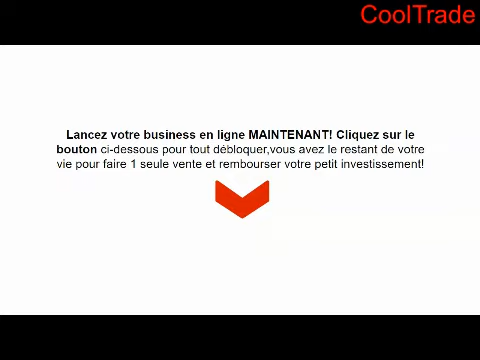 CoolTrade
Lancez votre business en ligne MAINTENANT! Cliquez sur le
bouton ci-dessous pour tout débloquer,vous avez le restant de votre
vie pour faire 1 seule vente et rembourser votre petit investissement!